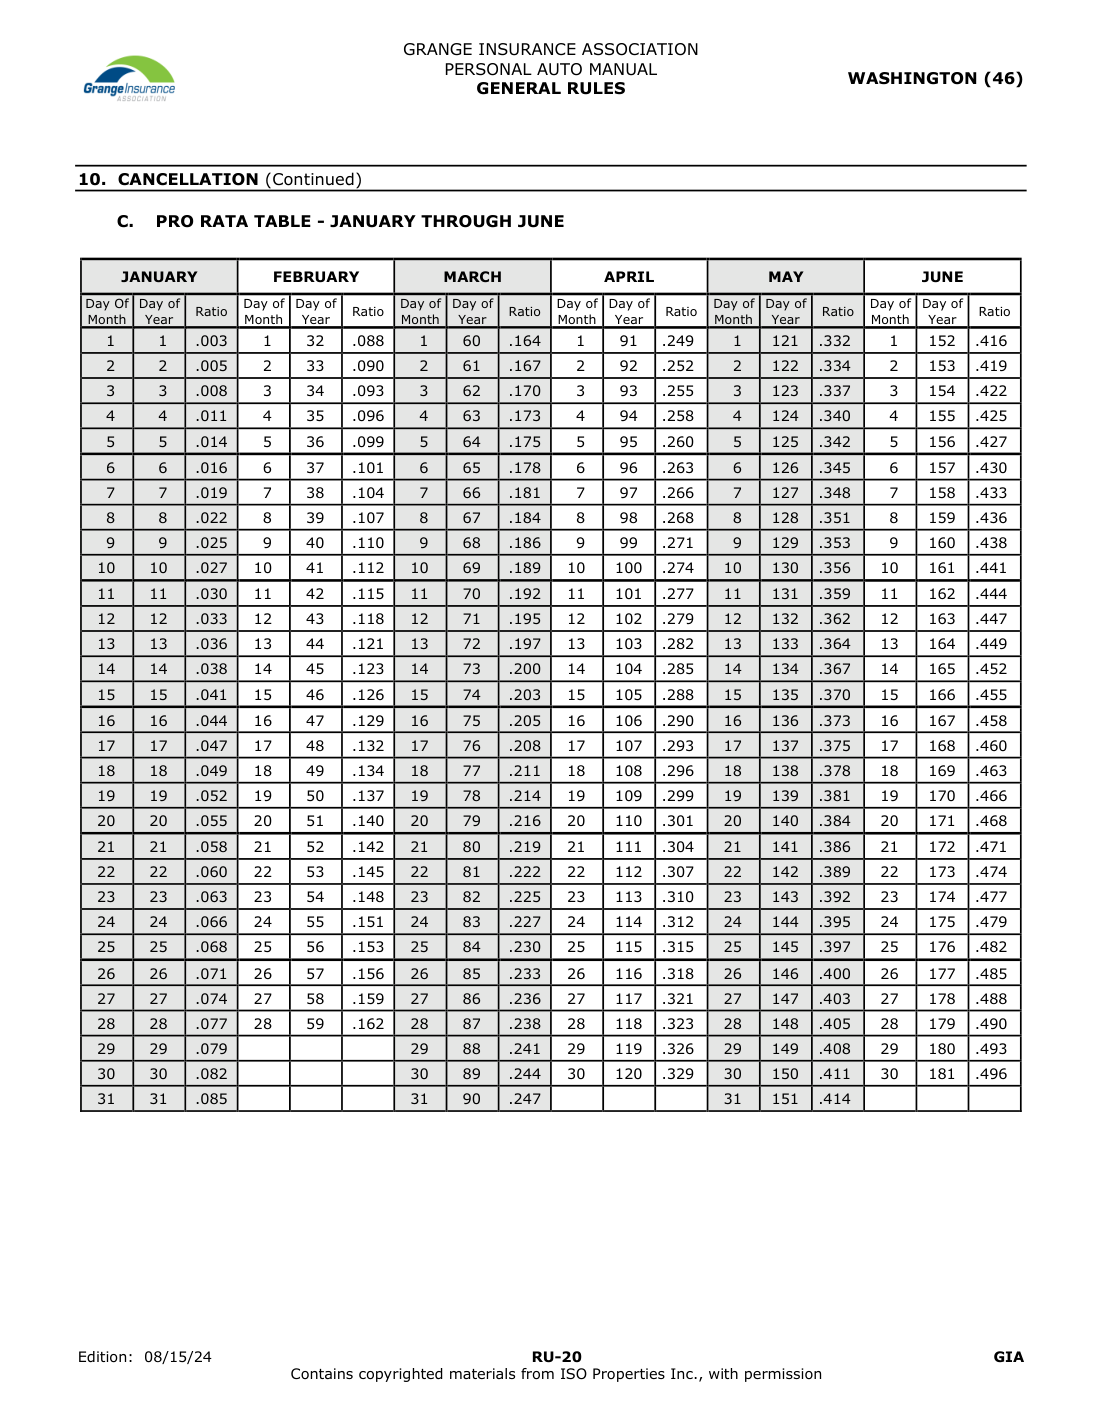 GrangeInsurance
ASSOCIATION
GRANGE INSURANCE ASSOCIATION
PERSONAL AUTO MANUAL
GENERAL RULES
WASHINGTON (46)
10. CANCELLATION (Continued)
C. PRO RATA TABLE - JANUARY THROUGH JUNE
JANUARY FEBRUARY MARCH APRIL MAY JUNE
Day Of Month Day of Year Ratio Day of Month Day of Year Ratio Day of Month Day of Year Ratio Day of Month Day of Year Ratio Day of Month Day of Year Ratio Day of Month Day of Year Ratio
1 1 .003 1 32 .088 1 60 .164 1 91 .249 1 121 .332 1 152 .416
2 2 .005 2 33 .090 2 61 .167 2 92 .252 2 122 .334 2 153 .419
3 3 .008 3 34 .093 3 62 .170 3 93 .255 3 123 .337 3 154 .422
4 4 .011 4 35 .096 4 63 .173 4 94 .258 4 124 .340 4 155 .425
5 5 .014 5 36 .099 5 64 .175 5 95 .260 5 125 .342 5 156 .427
6 6 .016 6 37 .101 6 65 .178 6 96 .263 6 126 .345 6 157 .430
7 7 .019 7 38 .104 7 66 .181 7 97 .266 7 127 .348 7 158 .433
8 8 .022 8 39 .107 8 67 .184 8 98 .268 8 128 .351 8 159 .436
9 9 .025 9 40 .110 9 68 .186 9 99 .271 9 129 .353 9 160 .438
10 10 .027 10 41 .112 10 69 .189 10 100 .274 10 130 .356 10 161 .441
11 11 .030 11 42 .115 11 70 .192 11 101 .277 11 131 .359 11 162 .444
12 12 .033 12 43 .118 12 71 .195 12 102 .279 12 132 .362 12 163 .447
13 13 .036 13 44 .121 13 72 .197 13 103 .282 13 133 .364 13 164 .449
14 14 .038 14 45 .123 14 73 .200 14 104 .285 14 134 .367 14 165 .452
15 15 .041 15 46 .126 15 74 .203 15 105 .288 15 135 .370 15 166 .455
16 16 .044 16 47 .129 16 75 .205 16 106 .290 16 136 .373 16 167 .458
17 17 .047 17 48 .132 17 76 .208 17 107 .293 17 137 .375 17 168 .460
18 18 .049 18 49 .134 18 77 .211 18 108 .296 18 138 .378 18 169 .463
19 19 .052 19 50 .137 19 78 .214 19 109 .299 19 139 .381 19 170 .466
20 20 .055 20 51 .140 20 79 .216 20 110 .301 20 140 .384 20 171 .468
21 21 .058 21 52 .142 21 80 .219 21 111 .304 21 141 .386 21 172 .471
22 22 .060 22 53 .145 22 81 .222 22 112 .307 22 142 .389 22 173 .474
23 23 .063 23 54 .148 23 82 .225 23 113 .310 23 143 .392 23 174 .477
24 24 .066 24 55 .151 24 83 .227 24 114 .312 24 144 .395 24 175 .479
25 25 .068 25 56 .153 25 84 .230 25 115 .315 25 145 .397 25 176 .482
26 26 .071 26 57 .156 26 85 .233 26 116 .318 26 146 .400 26 177 .485
27 27 .074 27 58 .159 27 86 .236 27 117 .321 27 147 .403 27 178 .488
28 28 .077 28 59 .162 28 87 .238 28 118 .323 28 148 .405 28 179 .490
29 29 .079 29 88 .241 29 119 .326 29 149 .408 29 180 .493
30 30 .082 30 89 .244 30 120 .329 30 150 .411 30 181 .496
31 31 .085 31 90 .247 31 151 .414
Edition: 08/15/24 RU-20 GIA
Contains copyrighted materials from ISO Properties Inc., with permission